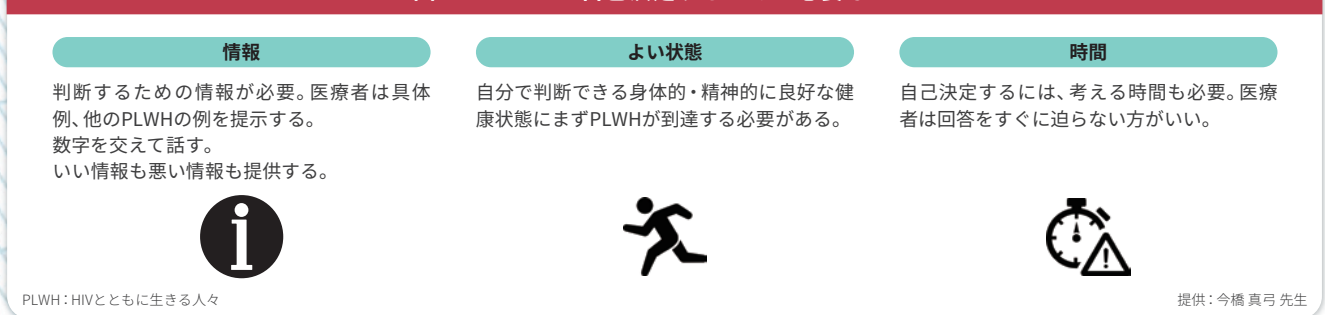 情報
判断するための情報が必要。医療者は具体
例、他のPLWHの例を提示する。
数字を交えて話す。
いい情報も悪い情報も提供する。
よい状態
自分で判断できる身体的・精神的に良好な健
康状態にまずPLWHが到達する必要がある。
時間
自己決定するには、考える時間も必要。医療
者は回答をすぐに迫らない方がいい。
PLWH：HIVとともに生きる人々
提供：今橋 真弓 先生